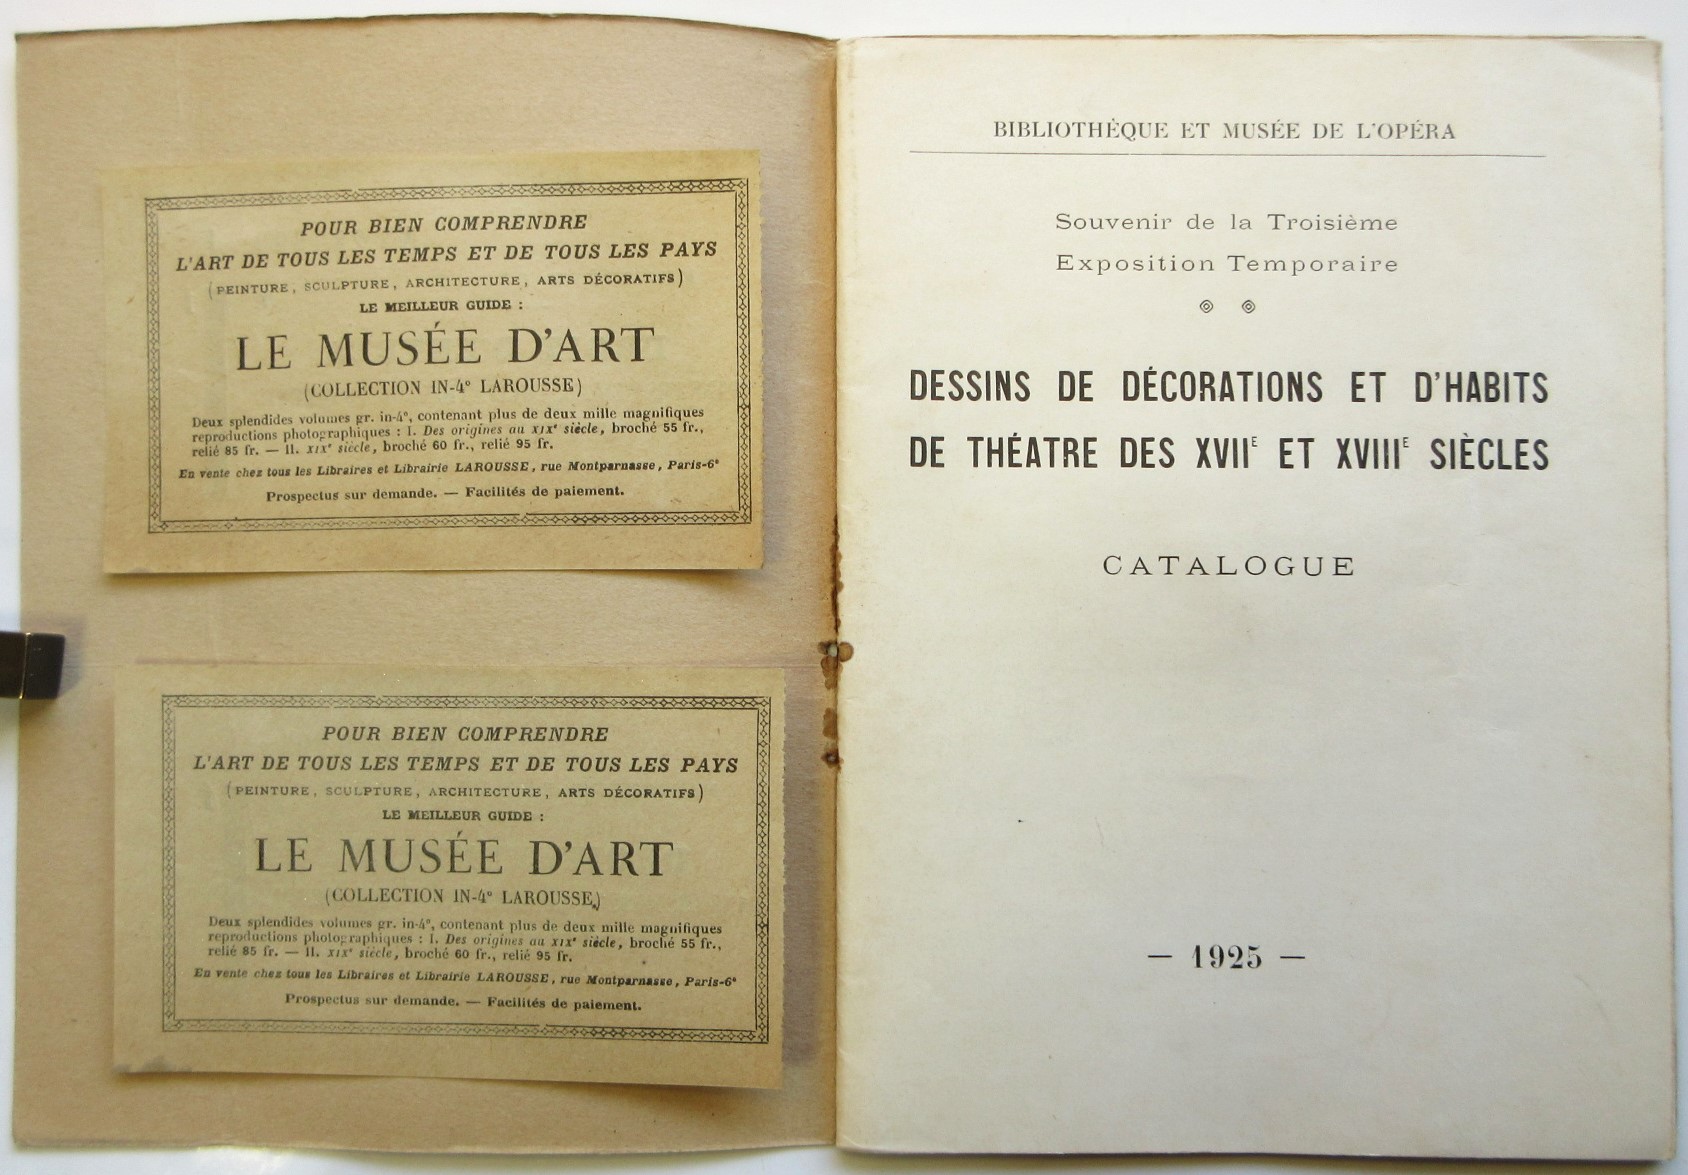 POUR BIEN COMPRENDRE
L'ART DE TOUS LES TEMPS ET DE TOUS LES PAYS
(PEINTURE, SCULPTURE, ARCHITECTURE, ARTS DÉCORATIFS)
LE MEILLEUR GUIDE :
LE MUSÉE D'ART
(COLLECTION IN-4º LAROUSSE)
Deux splendides volumes gr. in-4º, contenant plus de deux mille magnifiques
reproductions photographiques : I. Des origines au XIXe siècle, broché 55 fr.,
relié 85 fr. — II. XIXe siècle, broché 60 fr., relié 95 fr.
En vente chez tous les Libraires et Librairie LAROUSSE, rue Montparnasse, Paris-6e
Prospectus sur demande. — Facilités de paiement.
POUR BIEN COMPRENDRE
L'ART DE TOUS LES TEMPS ET DE TOUS LES PAYS
(PEINTURE, SCULPTURE, ARCHITECTURE, ARTS DÉCORATIFS)
LE MEILLEUR GUIDE :
LE MUSÉE D'ART
(COLLECTION IN-4º LAROUSSE)
Deux splendides volumes gr. in-4º, contenant plus de deux mille magnifiques
reproductions photographiques : I. Des origines au XIXe siècle, broché 55 fr.,
relié 85 fr. — II. XIXe siècle, broché 60 fr., relié 95 fr.
En vente chez tous les Libraires et Librairie LAROUSSE, rue Montparnasse, Paris-6e
Prospectus sur demande. — Facilités de paiement.
BIBLIOTHÈQUE ET MUSÉE DE L'OPÉRA
Souvenir de la Troisième
Exposition Temporaire
DESSINS DE DÉCORATIONS ET D'HABITS
DE THÉATRE DES XVIIE ET XVIIIE SIÈCLES
CATALOGUE
— 1925 —